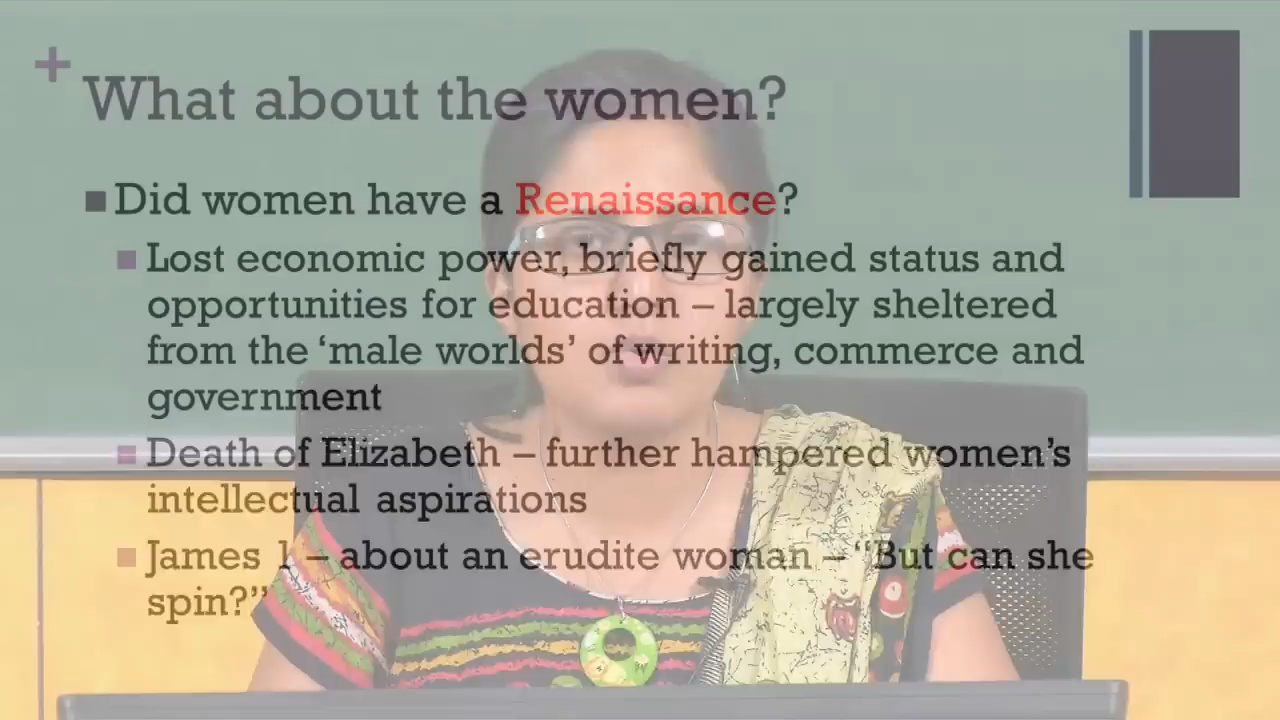 What about the women?
Did women have a Renaissance?
Lost economic power, briefly gained status and
opportunities for education – largely sheltered
from the ‘male worlds’ of writing, commerce and
government
Death of Elizabeth – further hampered women’s
intellectual aspirations
James 1 – about an erudite woman – “But can she
spin?”